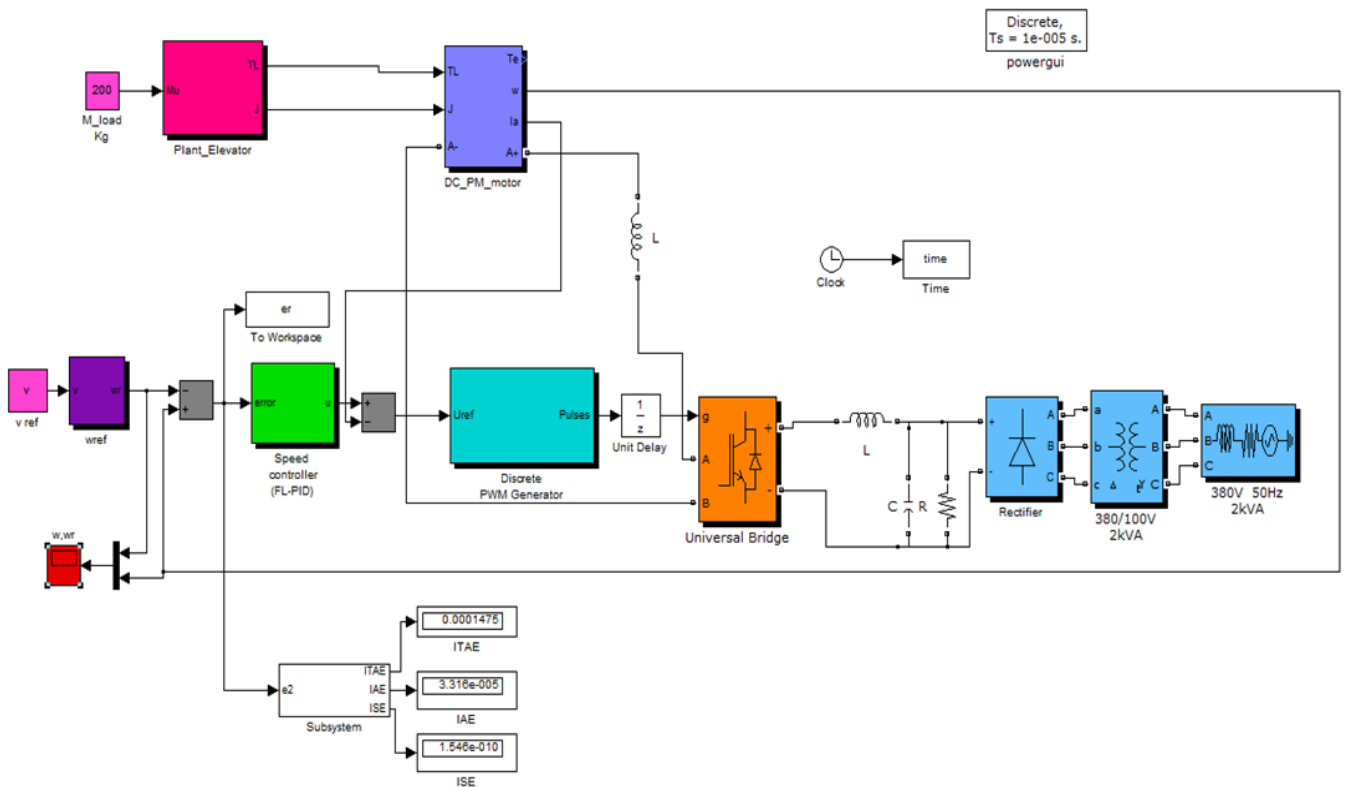 Discrete,
Ts = 1e-005 s.
powergui
200
M_load
Kg
Mu
TL
J
Plant_Elevator
TL
J
A-
Te
w
Ia
A+
DC_PM_motor
L
Clock
time
Time
er
To Workspace
v
v ref
v
wr
wref
−
+
error
u
Speed
controller
(FL-PID)
+
−
Uref
Pulses
Discrete
PWM Generator
1
z
Unit Delay
g
A
B
+
-
Universal Bridge
L
C
R
+
-
A
B
C
Rectifier
a
b
c
A
B
C
Δ
Y
380/100V
2kVA
A
B
C
380V 50Hz
2kVA
w,wr
e2
ITAE
IAE
ISE
Subsystem
0.0001475
ITAE
3.316e-005
IAE
1.546e-010
ISE